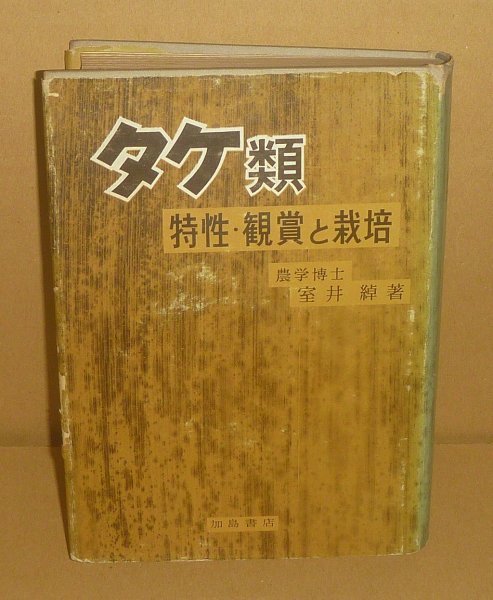 タケ類
特性・観賞と栽培
農学博士
室井 綽著
加島書店